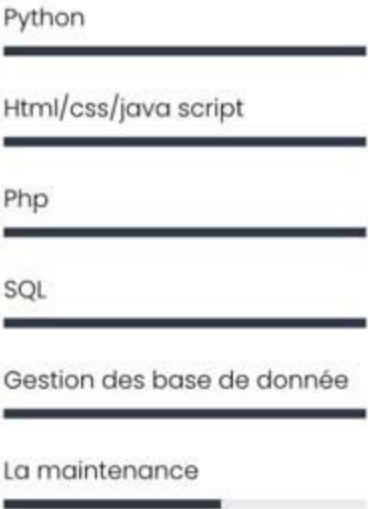 Python
Html/css/java script
Php
SQL
Gestion des base de donnée
La maintenance